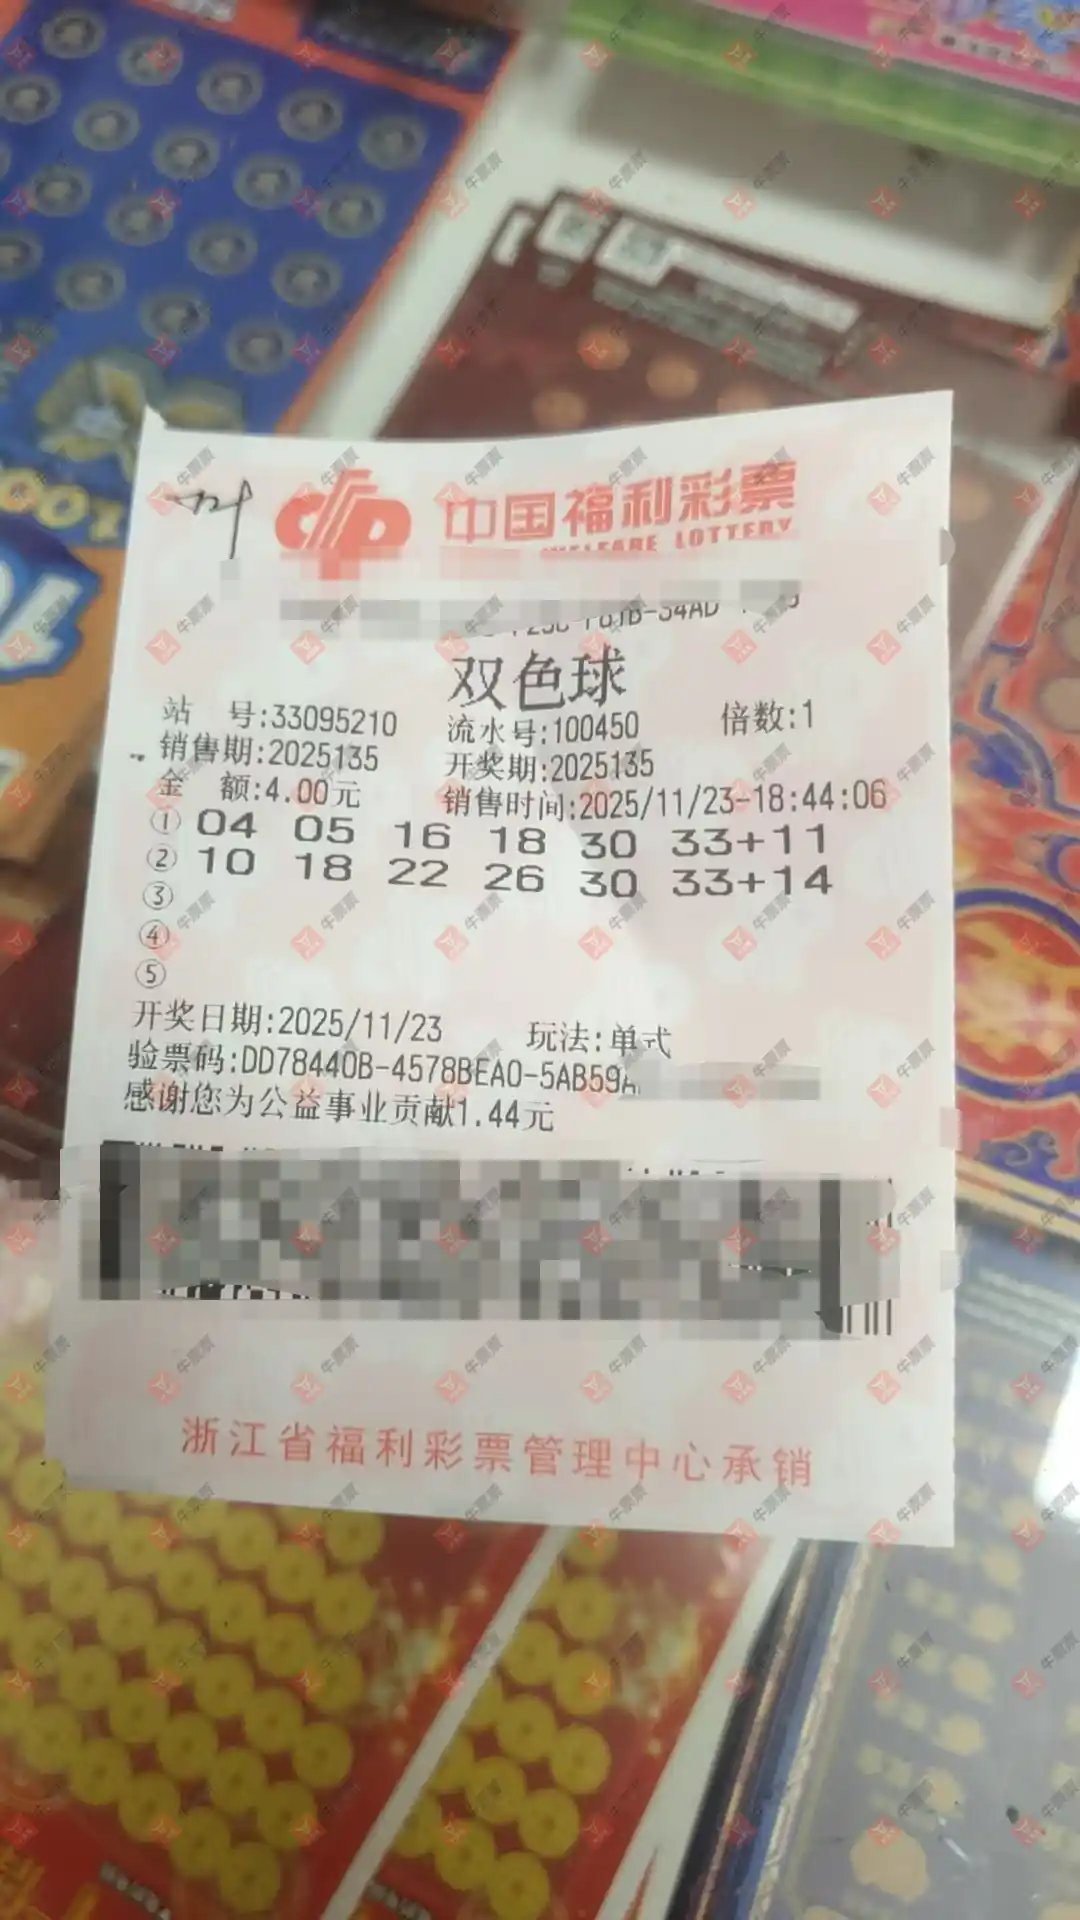 中国福利彩票
WELFARE LOTTERY
双色球
站 号:33095210 流水号:100450 倍数:1
销售期:2025135 开奖期:2025135
金 额:4.00元 销售时间:2025/11/23-18:44:06
① 04 05 16 18 30 33+11
② 10 18 22 26 30 33+14
③
④
⑤
开奖日期:2025/11/23 玩法:单式
验票码:DD78440B-4578BEA0-5AB59A
感谢您为公益事业贡献1.44元
浙江省福利彩票管理中心承销
牛票票